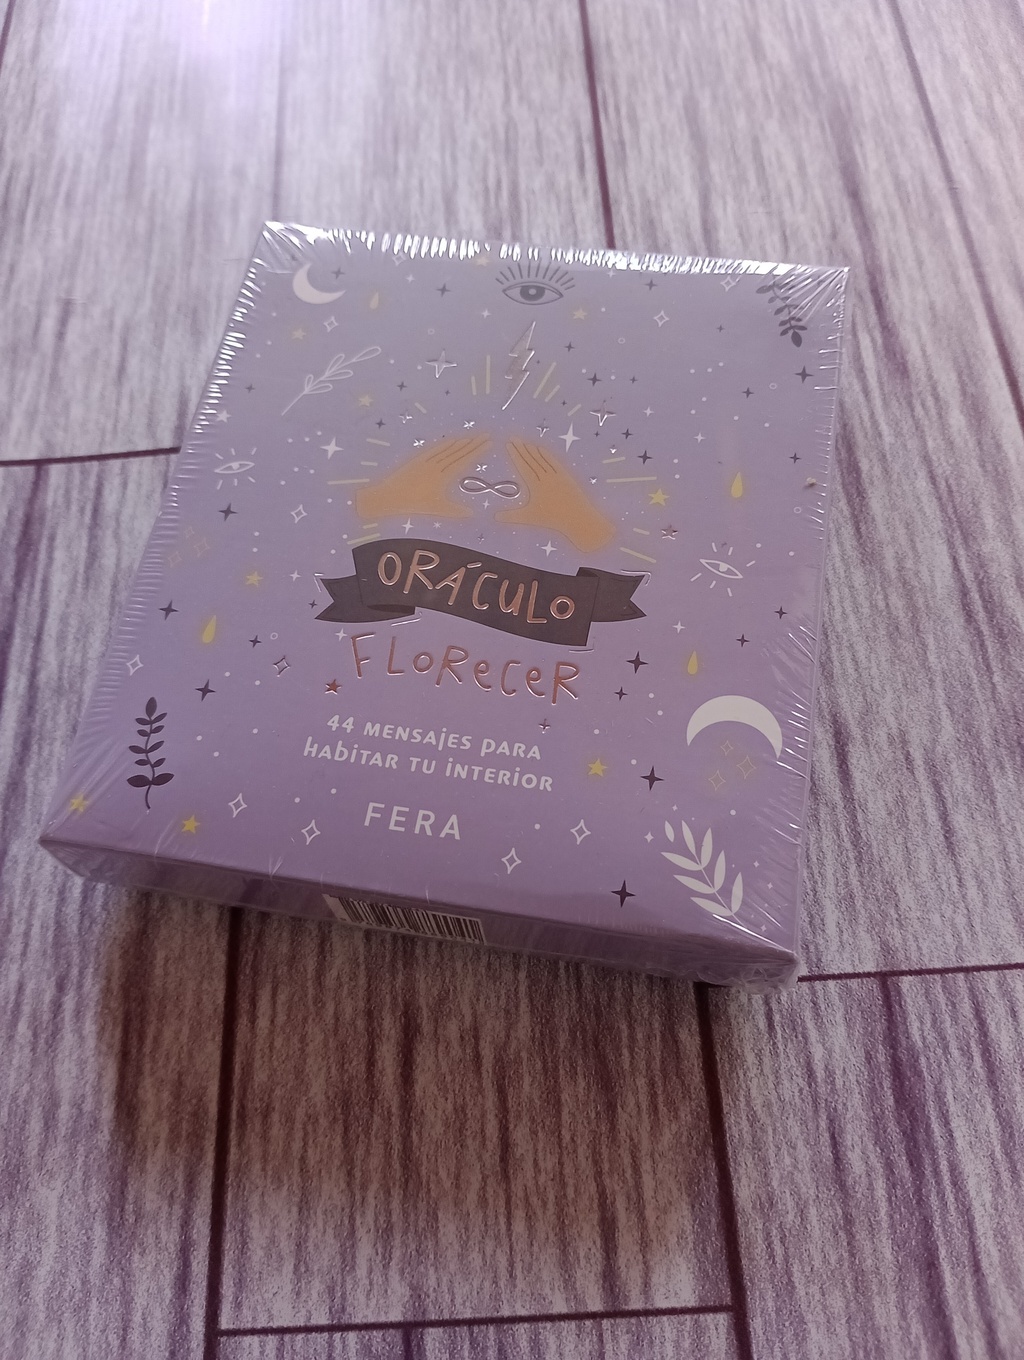 ORÁCULO
FLORECER
44 MENSAJES PARA
HABITAR TU INTERIOR
FERA